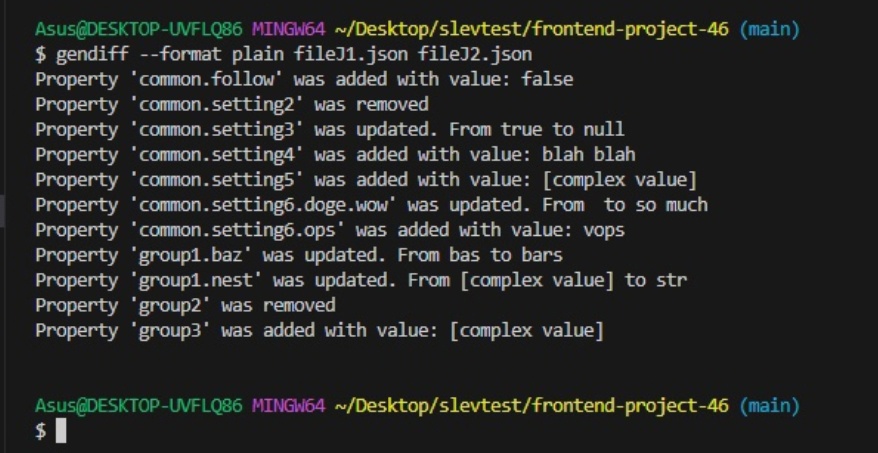 Asus@DESKTOP-UVFLQ86 MINGW64 ~/Desktop/slevtest/frontend-project-46 (main)
$ gendiff --format plain fileJ1.json fileJ2.json
Property 'common.follow' was added with value: false
Property 'common.setting2' was removed
Property 'common.setting3' was updated. From true to null
Property 'common.setting4' was added with value: blah blah
Property 'common.setting5' was added with value: [complex value]
Property 'common.setting6.doge.wow' was updated. From  to so much
Property 'common.setting6.ops' was added with value: vops
Property 'group1.baz' was updated. From bas to bars
Property 'group1.nest' was updated. From [complex value] to str
Property 'group2' was removed
Property 'group3' was added with value: [complex value]
Asus@DESKTOP-UVFLQ86 MINGW64 ~/Desktop/slevtest/frontend-project-46 (main)
$